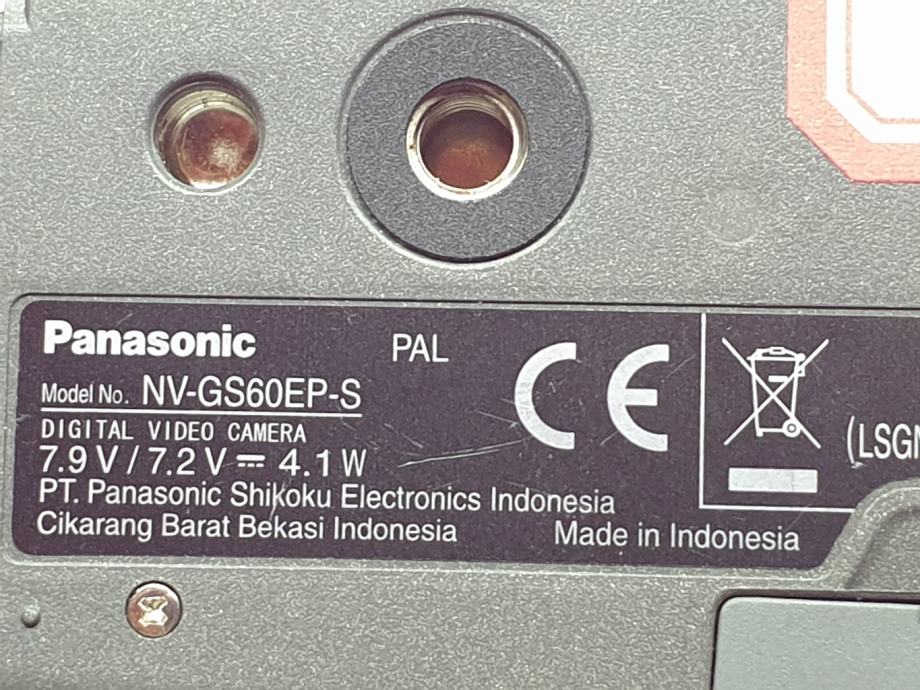 Panasonic
PAL
CE
Model No. NV-GS60EP-S
DIGITAL VIDEO CAMERA
7.9 V / 7.2 V ⎓ 4.1 W
(LSGN
PT. Panasonic Shikoku Electronics Indonesia
Cikarang Barat Bekasi Indonesia
Made in Indonesia